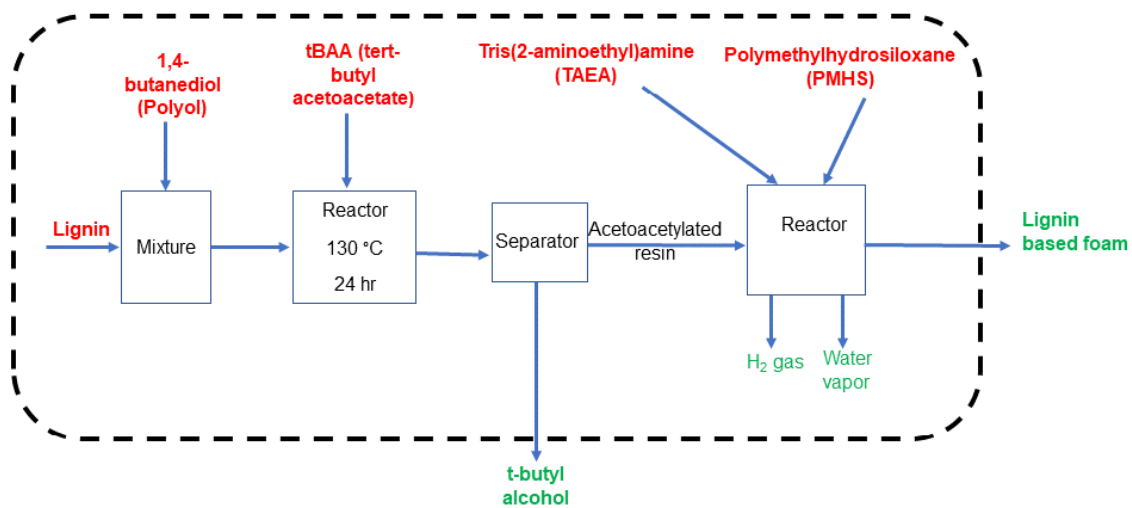 1,4-
butanediol
(Polyol)
tBAA (tert-
butyl
acetoacetate)
Tris(2-aminoethyl)amine
(TAEA)
Polymethylhydrosiloxane
(PMHS)
Lignin
Mixture
Reactor
130 °C
24 hr
Separator
Acetoacetylated
resin
Reactor
Lignin
based foam
H₂ gas
Water
vapor
t-butyl
alcohol